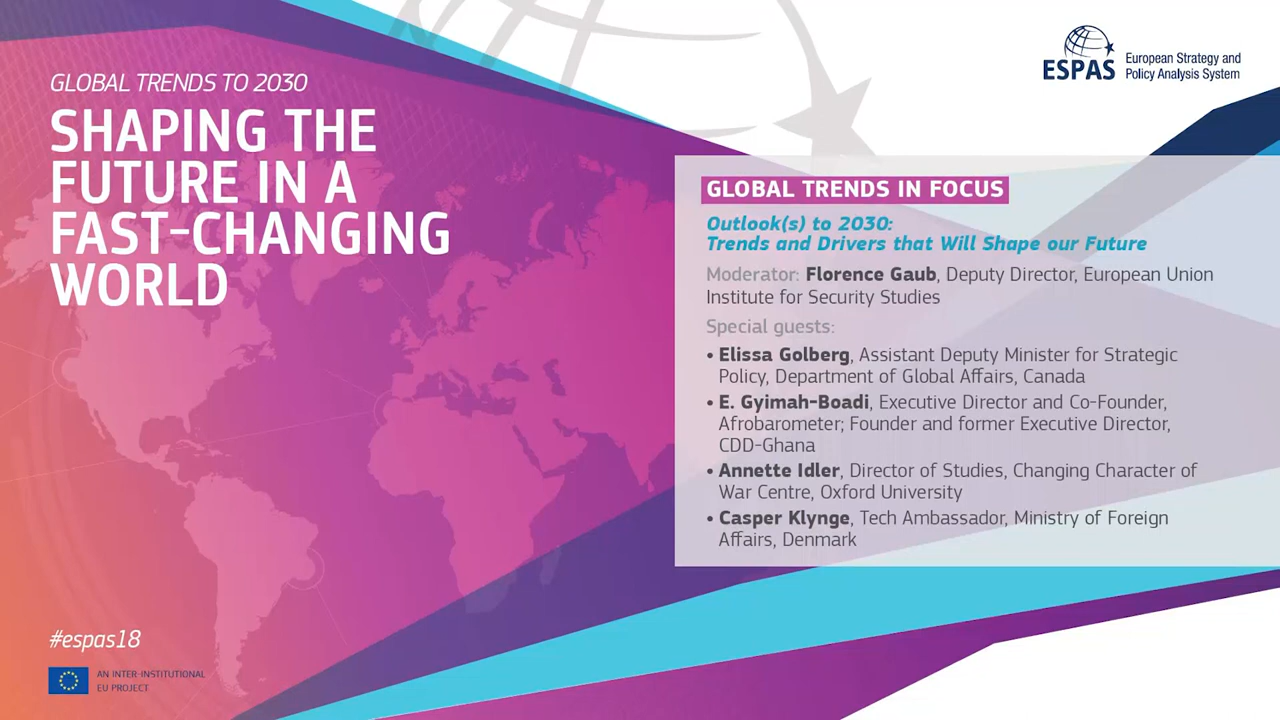 GLOBAL TRENDS TO 2030
SHAPING THE
FUTURE IN A
FAST-CHANGING
WORLD
#espas18
AN INTER-INSTITUTIONAL
EU PROJECT
ESPAS
European Strategy and
Policy Analysis System
GLOBAL TRENDS IN FOCUS
Outlook(s) to 2030:
Trends and Drivers that Will Shape our Future
Moderator: Florence Gaub, Deputy Director, European Union
Institute for Security Studies
Special guests:
• Elissa Golberg, Assistant Deputy Minister for Strategic
Policy, Department of Global Affairs, Canada
• E. Gyimah-Boadi, Executive Director and Co-Founder,
Afrobarometer; Founder and former Executive Director,
CDD-Ghana
• Annette Idler, Director of Studies, Changing Character of
War Centre, Oxford University
• Casper Klynge, Tech Ambassador, Ministry of Foreign
Affairs, Denmark